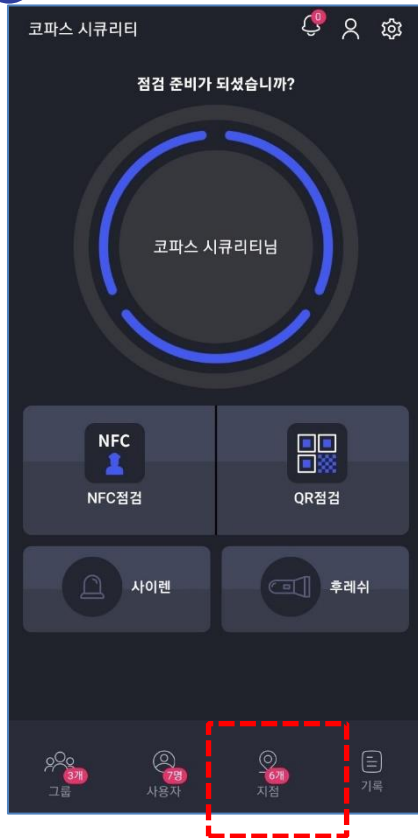 코파스 시큐리티
0
점검 준비가 되셨습니까?
코파스 시큐리티님
NFC
NFC점검
QR점검
사이렌
후레쉬
3개
7명
6개
그룹
사용자
지점
기록